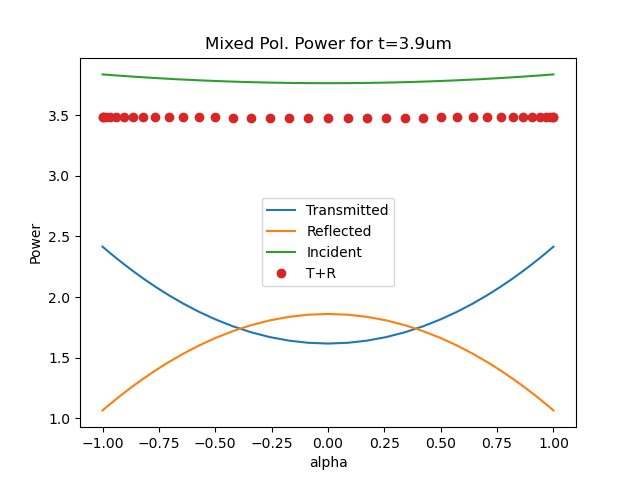 Mixed Pol. Power for t=3.9um
3.5
3.0
2.5
2.0
1.5
1.0
Power
Transmitted
Reflected
Incident
T+R
−1.00 −0.75 −0.50 −0.25 0.00 0.25 0.50 0.75 1.00
alpha